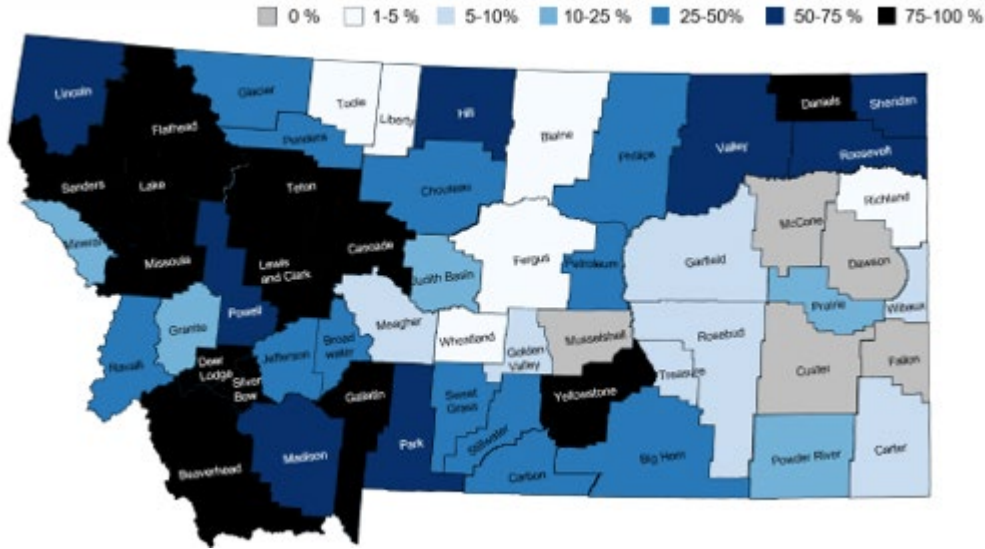 0 % 1-5 % 5-10% 10-25 % 25-50% 50-75 % 75-100 %
Lincoln
Glacier
Toole
Liberty
Hill
Blaine
Daniels
Sheridan
Flathead
Pondera
Phillips
Valley
Roosevelt
Sanders
Lake
Teton
Chouteau
Richland
McCone
Mineral
Missoula
Lewis
and Clark
Cascade
Judith Basin
Fergus
Petroleum
Garfield
Dawson
Prairie
Wibaux
Powell
Granite
Meagher
Wheatland
Golden
Valley
Musselshell
Rosebud
Ravalli
Deer
Lodge
Silver
Bow
Jefferson
Broad
water
Treasure
Custer
Fallon
Gallatin
Sweet
Grass
Yellowstone
Park
Stillwater
Madison
Beaverhead
Carbon
Big Horn
Powder River
Carter